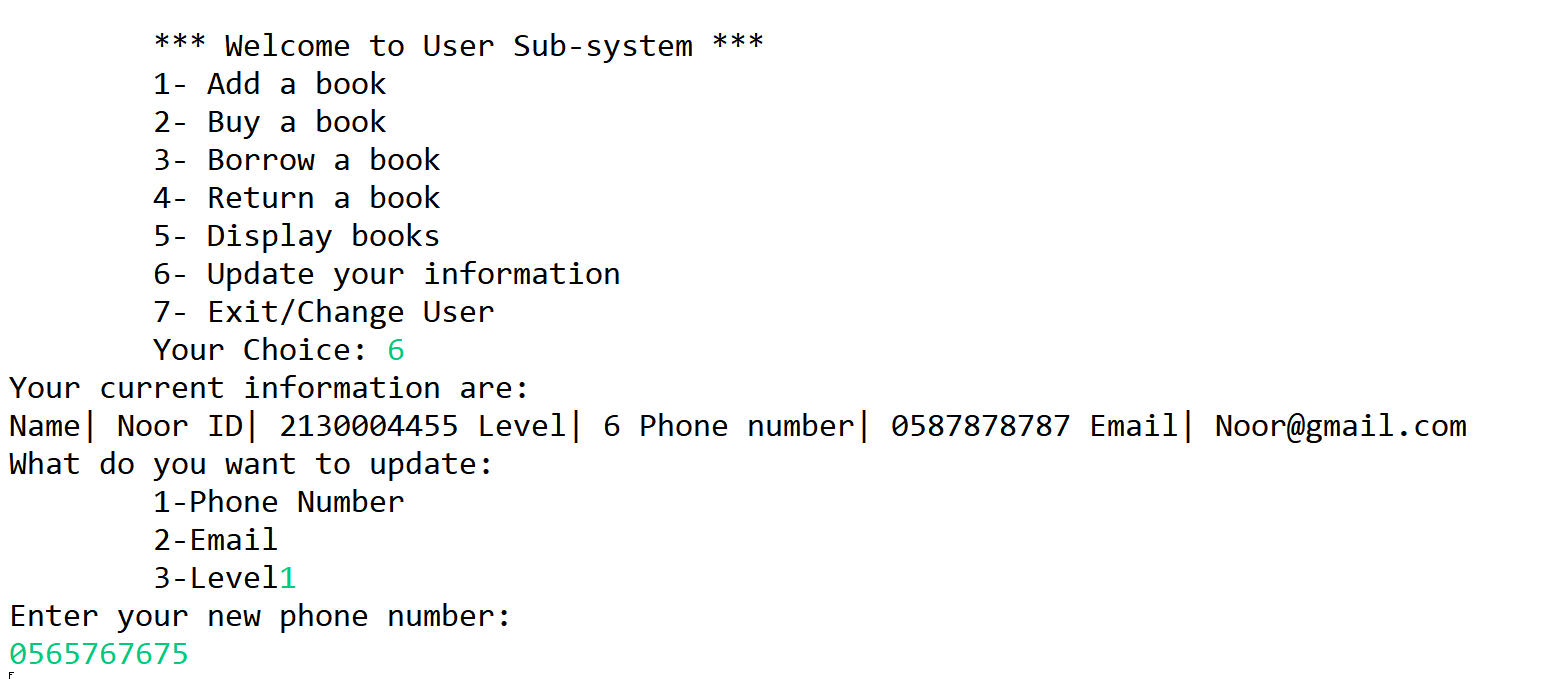 *** Welcome to User Sub-system ***
1- Add a book
2- Buy a book
3- Borrow a book
4- Return a book
5- Display books
6- Update your information
7- Exit/Change User
Your Choice: 6
Your current information are:
Name| Noor ID| 2130004455 Level| 6 Phone number| 0587878787 Email| Noor@gmail.com
What do you want to update:
1-Phone Number
2-Email
3-Level1
Enter your new phone number:
0565767675